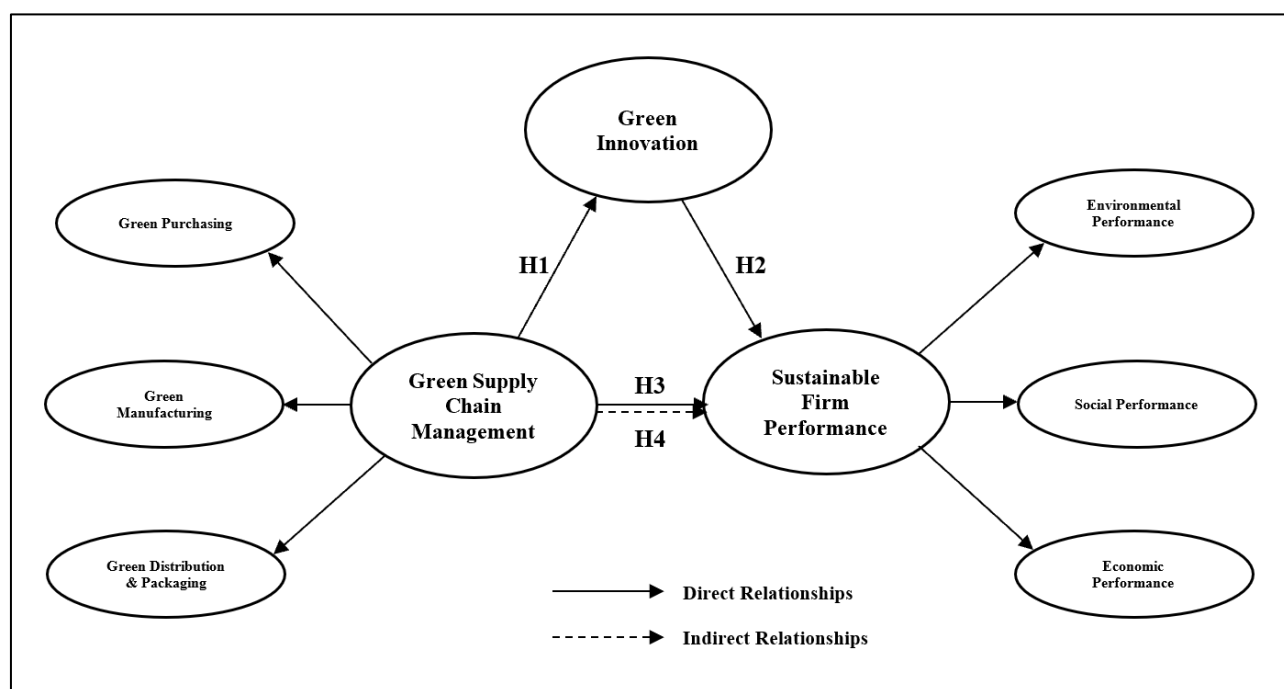 Green
Innovation
Green Purchasing
Environmental
Performance
H1
H2
Green
Manufacturing
Green Supply
Chain
Management
H3
H4
Sustainable
Firm
Performance
Social Performance
Green Distribution
& Packaging
Economic
Performance
Direct Relationships
Indirect Relationships